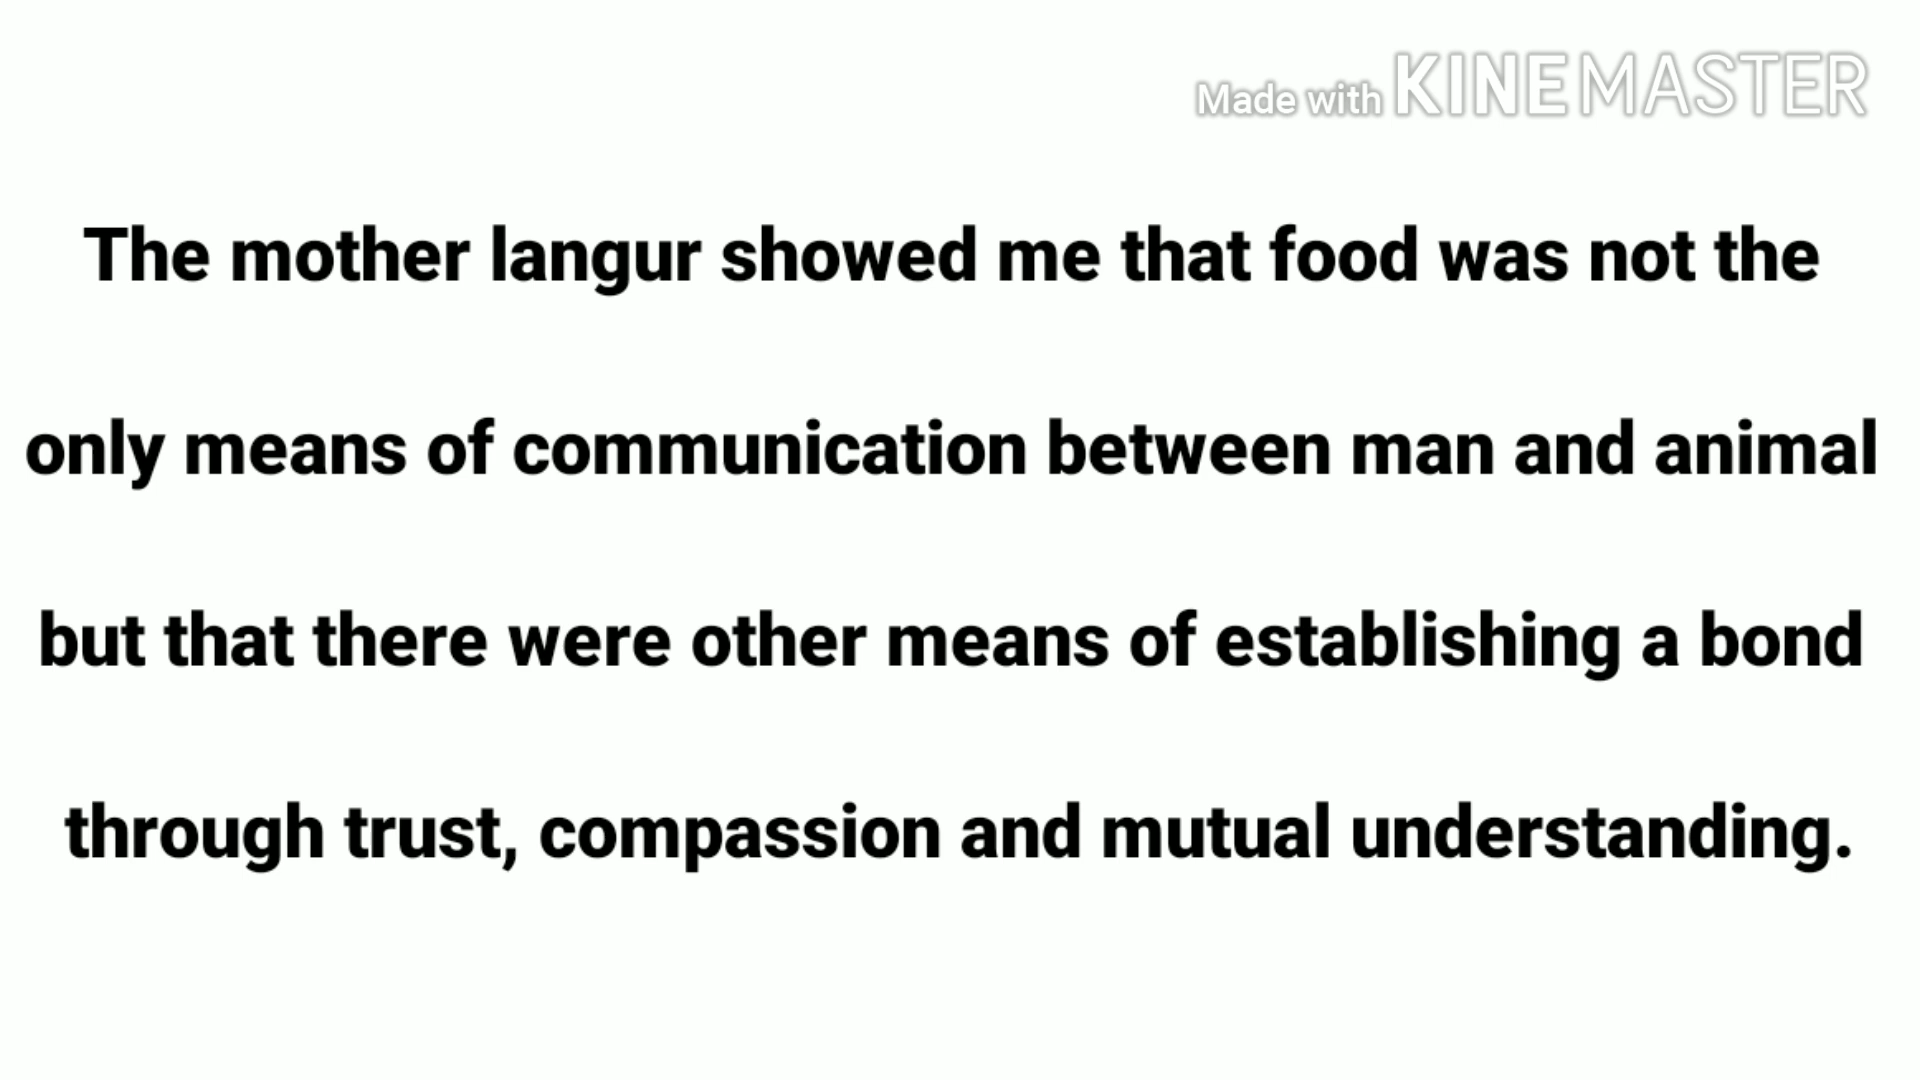 Made with KINEMASTER
The mother langur showed me that food was not the
only means of communication between man and animal
but that there were other means of establishing a bond
through trust, compassion and mutual understanding.